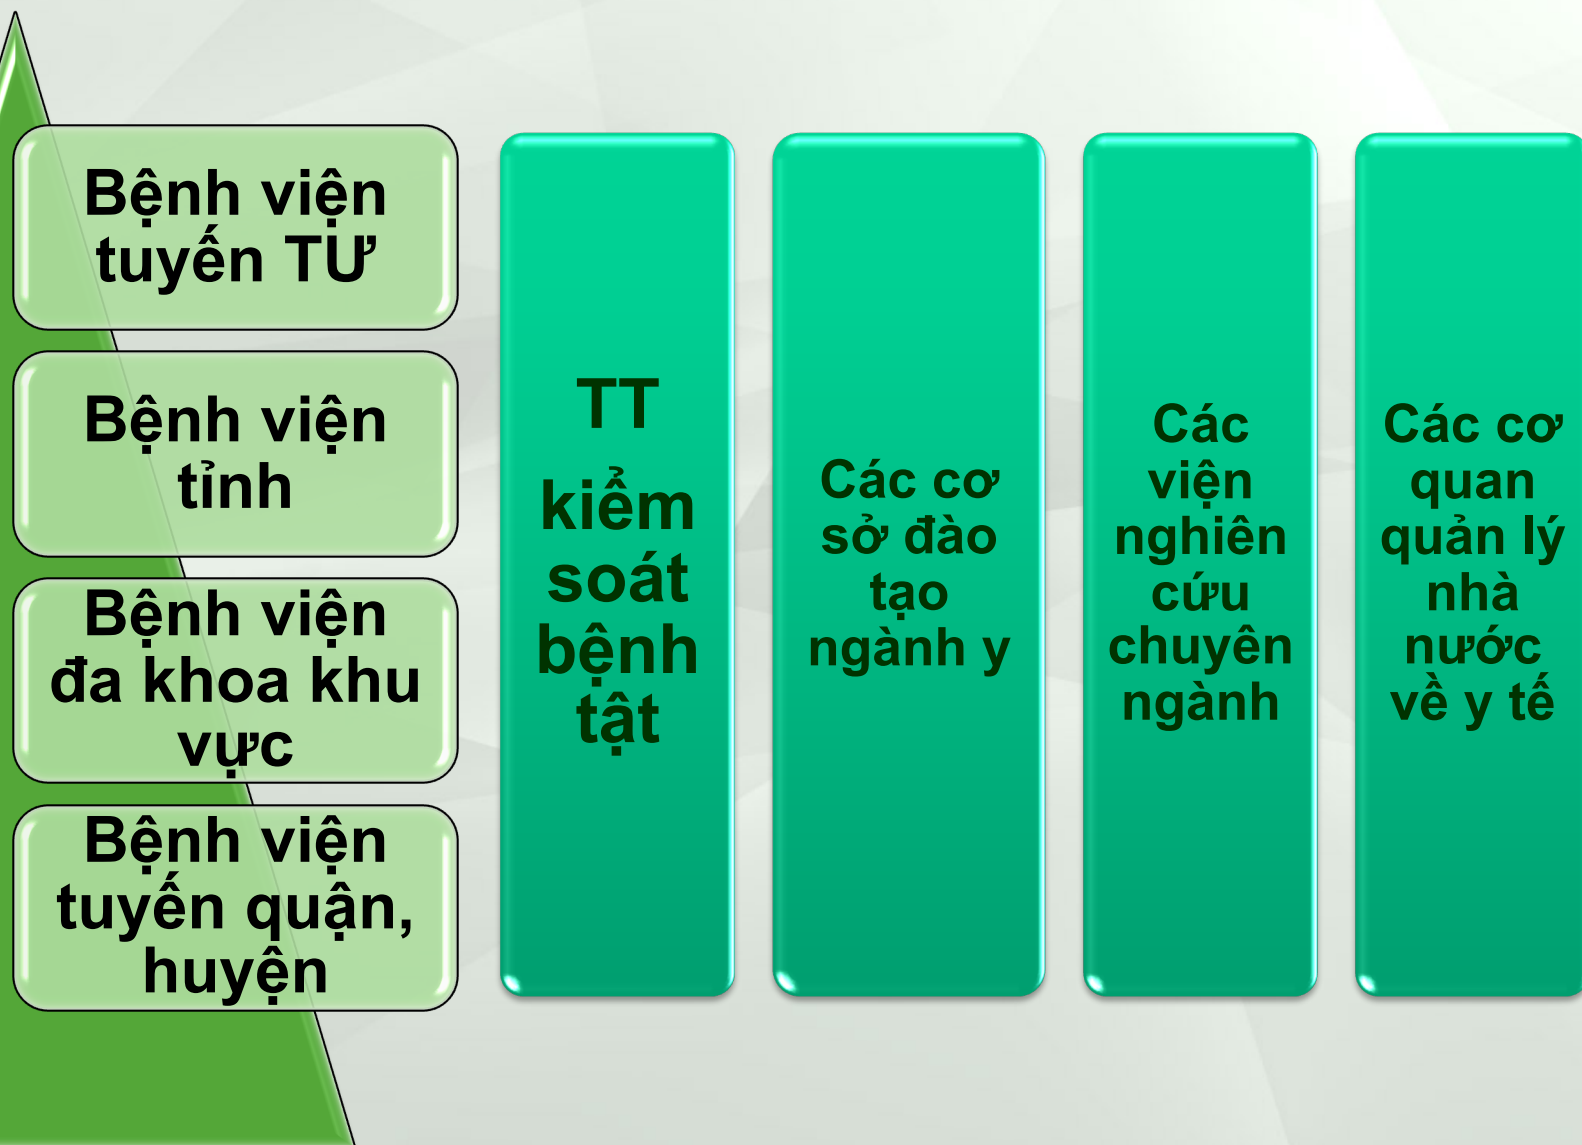 Bệnh viện
tuyến TƯ
Bệnh viện
tỉnh
Bệnh viện
đa khoa khu
vực
Bệnh viện
tuyến quận,
huyện
TT
kiểm
soát
bệnh
tật
Các cơ
sở đào
tạo
ngành y
Các
viện
nghiên
cứu
chuyên
ngành
Các cơ
quan
quản lý
nhà
nước
về y tế